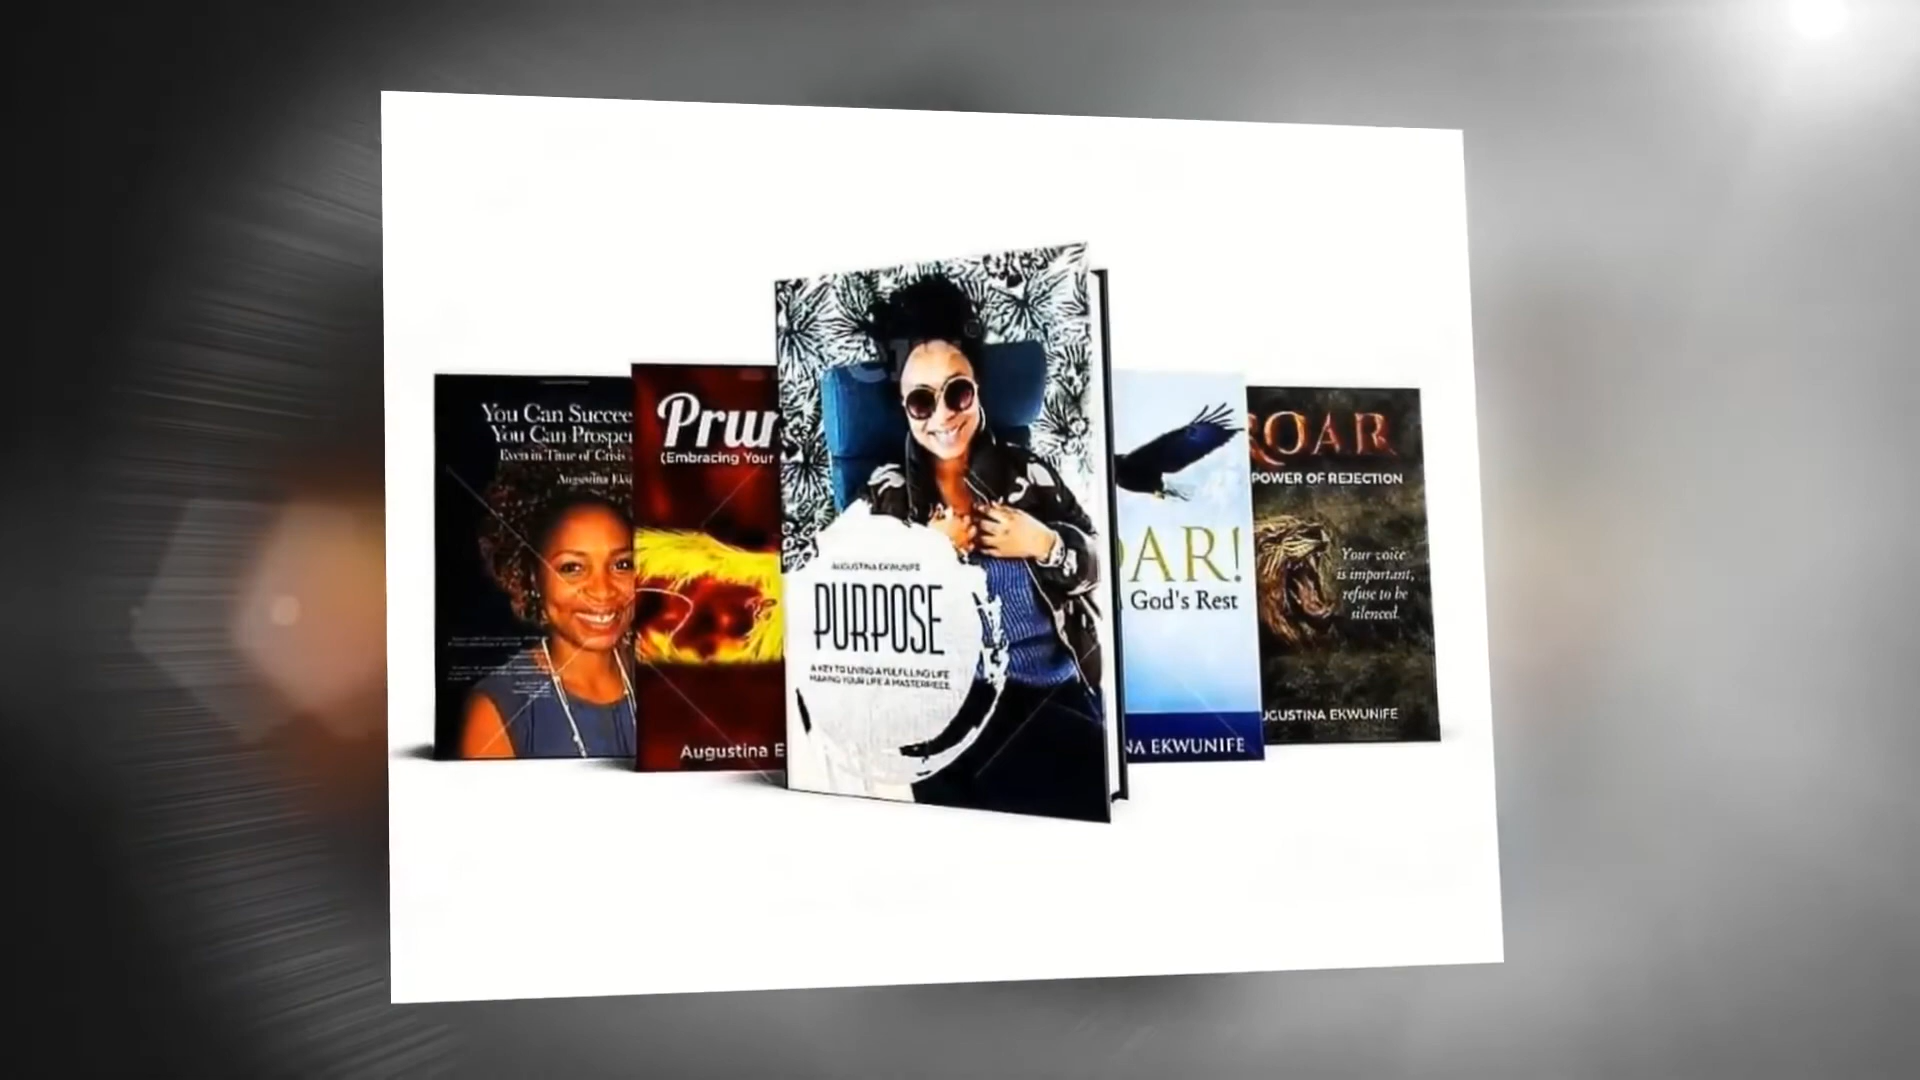 You Can Succee
You Can Prosper
Even in Time of Crisis
Augustina Ekw
Prun
(Embracing Your
Augustina E
AUGUSTINA EKWUNIFE
PURPOSE
A KEY TO LIVING A FULFILLING LIFE
MAKING YOUR LIFE A MASTERPIECE
OAR!
God's Rest
NA EKWUNIFE
ROAR
POWER OF REJECTION
Your voice
is important,
refuse to be
silenced.
UGUSTINA EKWUNIFE